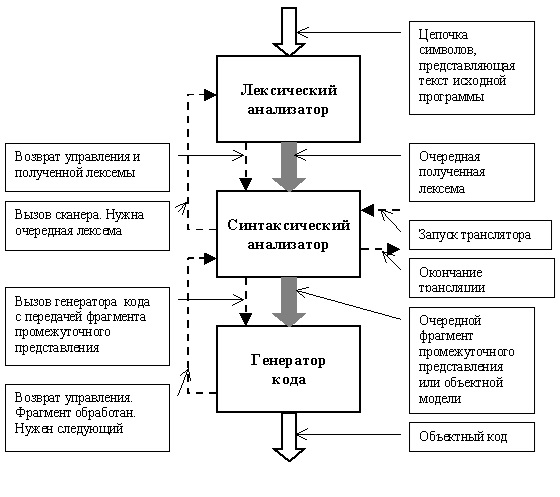 Цепочка
символов,
представляющая
текст исходной
программы
Лексический
анализатор
Возврат управления и
полученной лексемы
Очередная
полученная
лексема
Вызов сканера. Нужна
очередная лексема
Синтаксический
анализатор
Запуск транслятора
Окончание
трансляции
Вызов генератора кода
с передачей фрагмента
промежуточного
представления
Очередной
фрагмент
промежуточного
представления
или объектной
модели
Генератор
кода
Возврат управления.
Фрагмент обработан.
Нужен следующий
Объектный код